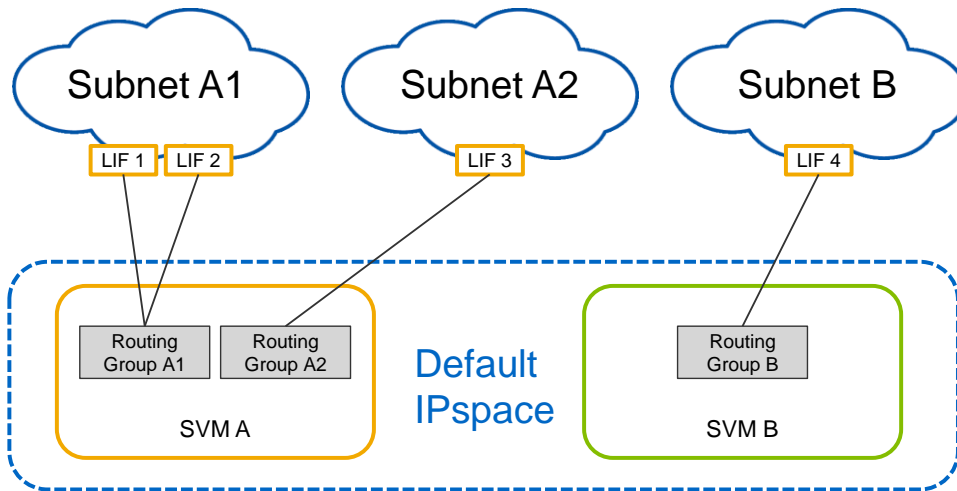 Subnet A1
Subnet A2
Subnet B
LIF 1
LIF 2
LIF 3
LIF 4
Routing
Group A1
Routing
Group A2
SVM A
Default
IPspace
Routing
Group B
SVM B